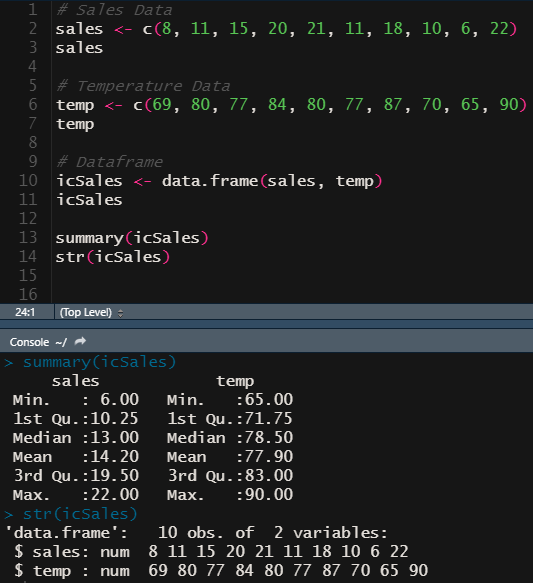 1 # Sales Data
2 sales <- c(8, 11, 15, 20, 21, 11, 18, 10, 6, 22)
3 sales
4
5 # Temperature Data
6 temp <- c(69, 80, 77, 84, 80, 77, 87, 70, 65, 90)
7 temp
8
9 # Dataframe
10 icSales <- data.frame(sales, temp)
11 icSales
12
13 summary(icSales)
14 str(icSales)
15
16
24:1 (Top Level)
Console ~/
> summary(icSales)
     sales            temp
 Min.   : 6.00   Min.   :65.00
 1st Qu.:10.25   1st Qu.:71.75
 Median :13.00   Median :78.50
 Mean   :14.20   Mean   :77.90
 3rd Qu.:19.50   3rd Qu.:83.00
 Max.   :22.00   Max.   :90.00
> str(icSales)
'data.frame':   10 obs. of  2 variables:
 $ sales: num  8 11 15 20 21 11 18 10 6 22
 $ temp : num  69 80 77 84 80 77 87 70 65 90